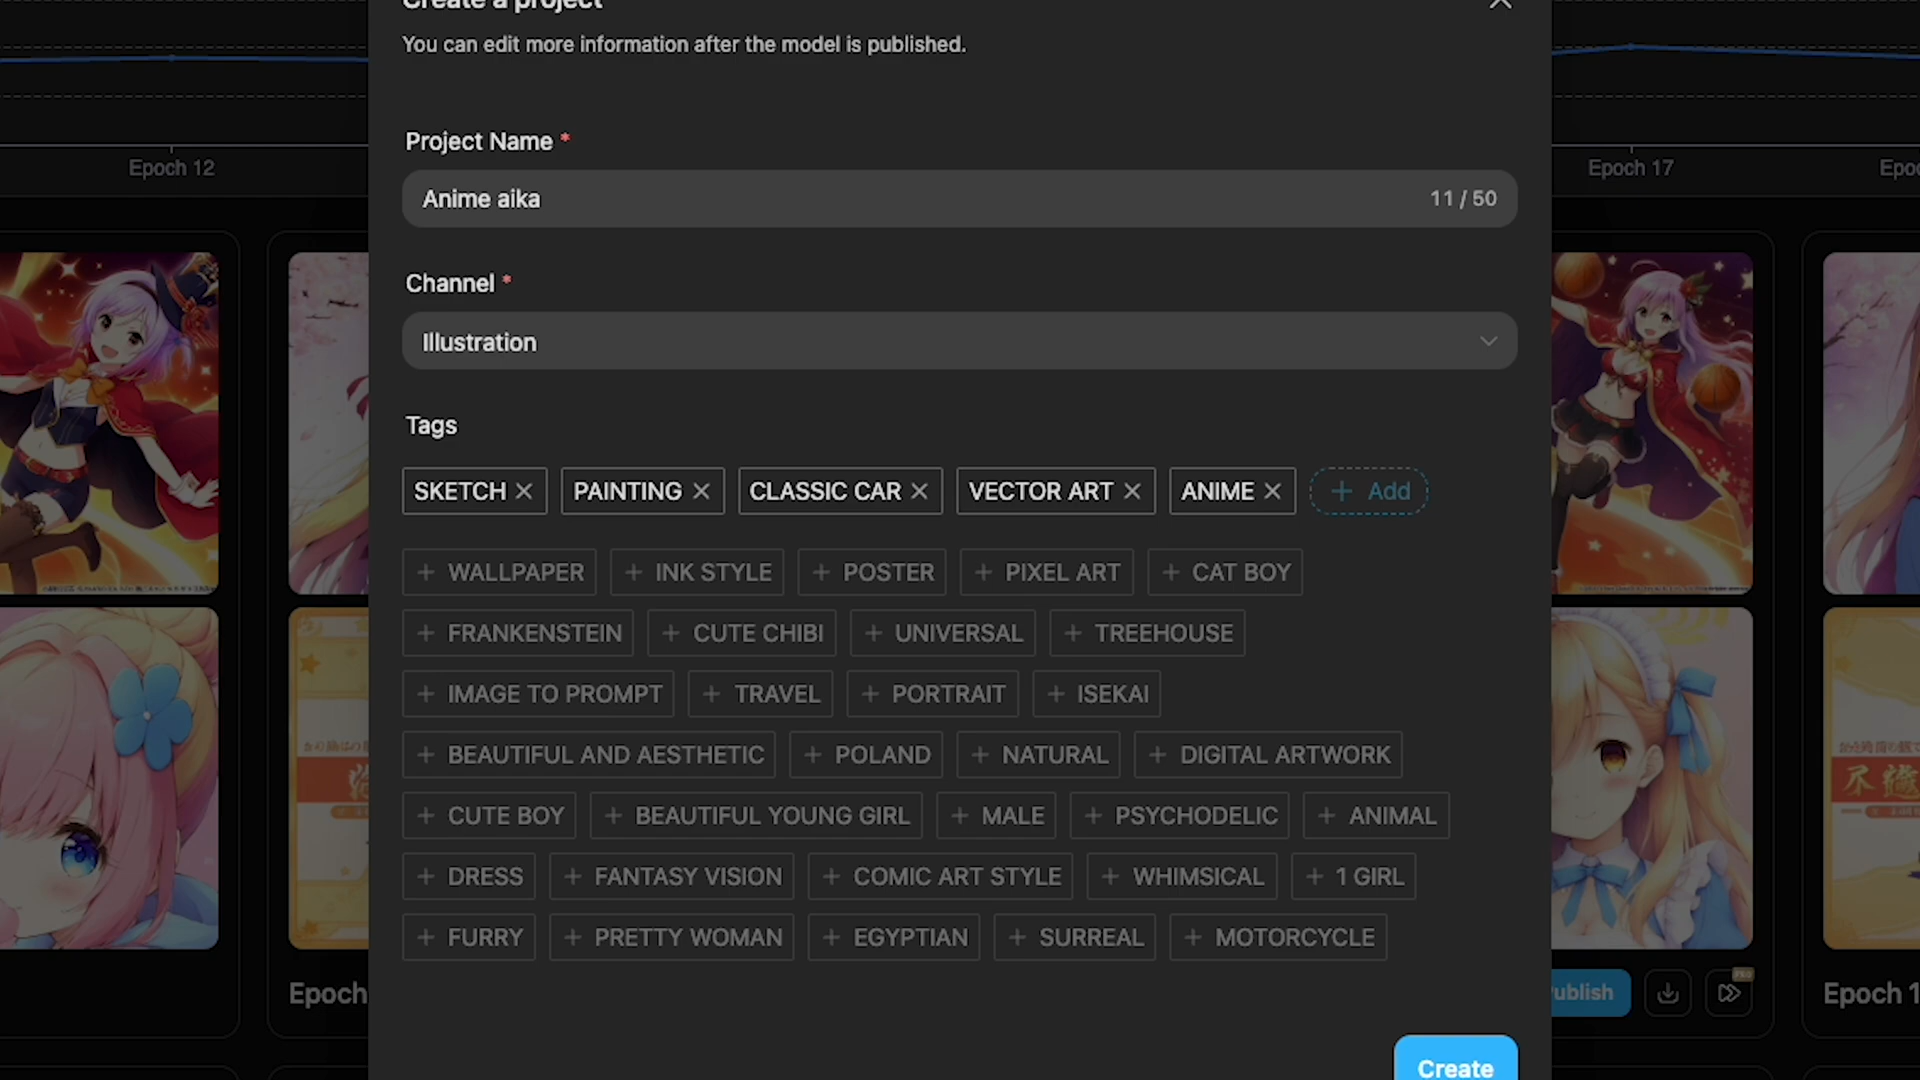 Create a project
You can edit more information after the model is published.
Epoch 12
Epoch 17
Project Name *
Anime aika
11 / 50
Channel *
Illustration
Tags
SKETCH
PAINTING
CLASSIC CAR
VECTOR ART
ANIME
+ Add
+ WALLPAPER
+ INK STYLE
+ POSTER
+ PIXEL ART
+ CAT BOY
+ FRANKENSTEIN
+ CUTE CHIBI
+ UNIVERSAL
+ TREEHOUSE
+ IMAGE TO PROMPT
+ TRAVEL
+ PORTRAIT
+ ISEKAI
+ BEAUTIFUL AND AESTHETIC
+ POLAND
+ NATURAL
+ DIGITAL ARTWORK
+ CUTE BOY
+ BEAUTIFUL YOUNG GIRL
+ MALE
+ PSYCHODELIC
+ ANIMAL
+ DRESS
+ FANTASY VISION
+ COMIC ART STYLE
+ WHIMSICAL
+ 1 GIRL
+ FURRY
+ PRETTY WOMAN
+ EGYPTIAN
+ SURREAL
+ MOTORCYCLE
Epoch
ublish
PRO
Epoch 1
Create